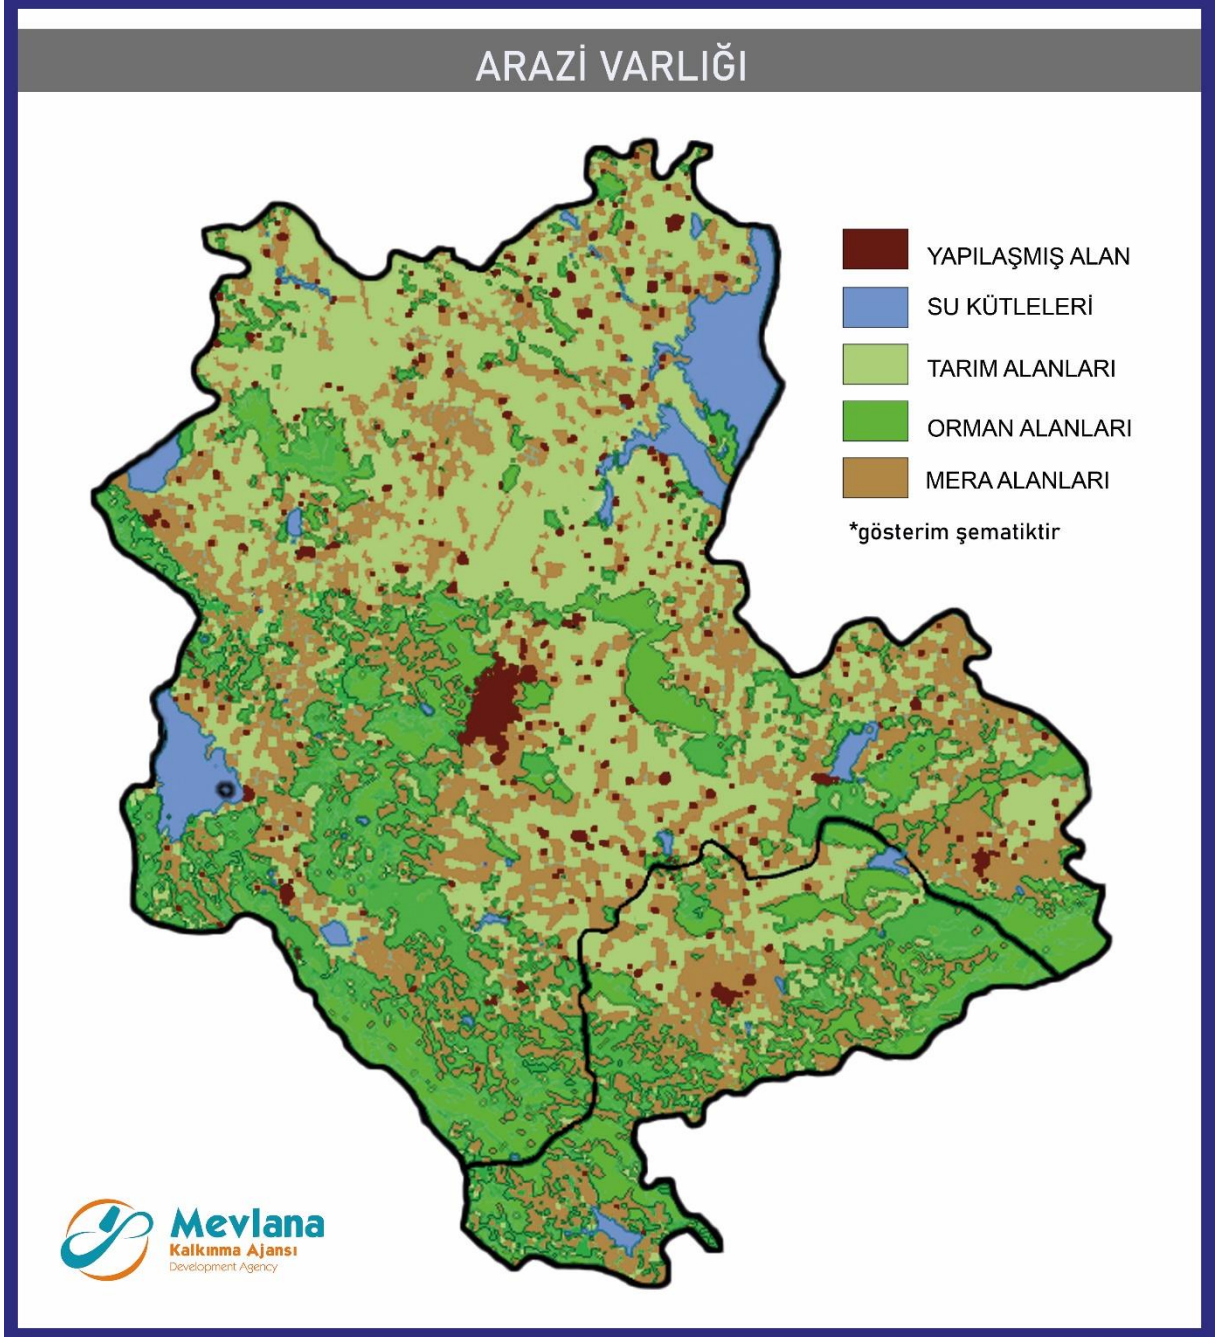 ARAZİ VARLIĞI
YAPILAŞMIŞ ALAN
SU KÜTLELERİ
TARIM ALANLARI
ORMAN ALANLARI
MERA ALANLARI
*gösterim şematiktir
Mevlana
Kalkınma Ajansı
Development Agency